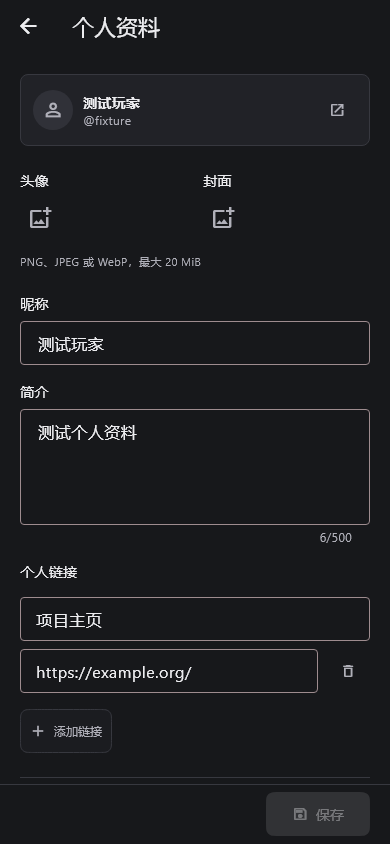 个人资料
测试玩家
@fixture
头像
封面
PNG、JPEG 或 WebP，最大 20 MiB
昵称
测试玩家
简介
测试个人资料
6/500
个人链接
项目主页
https://example.org/
添加链接
保存